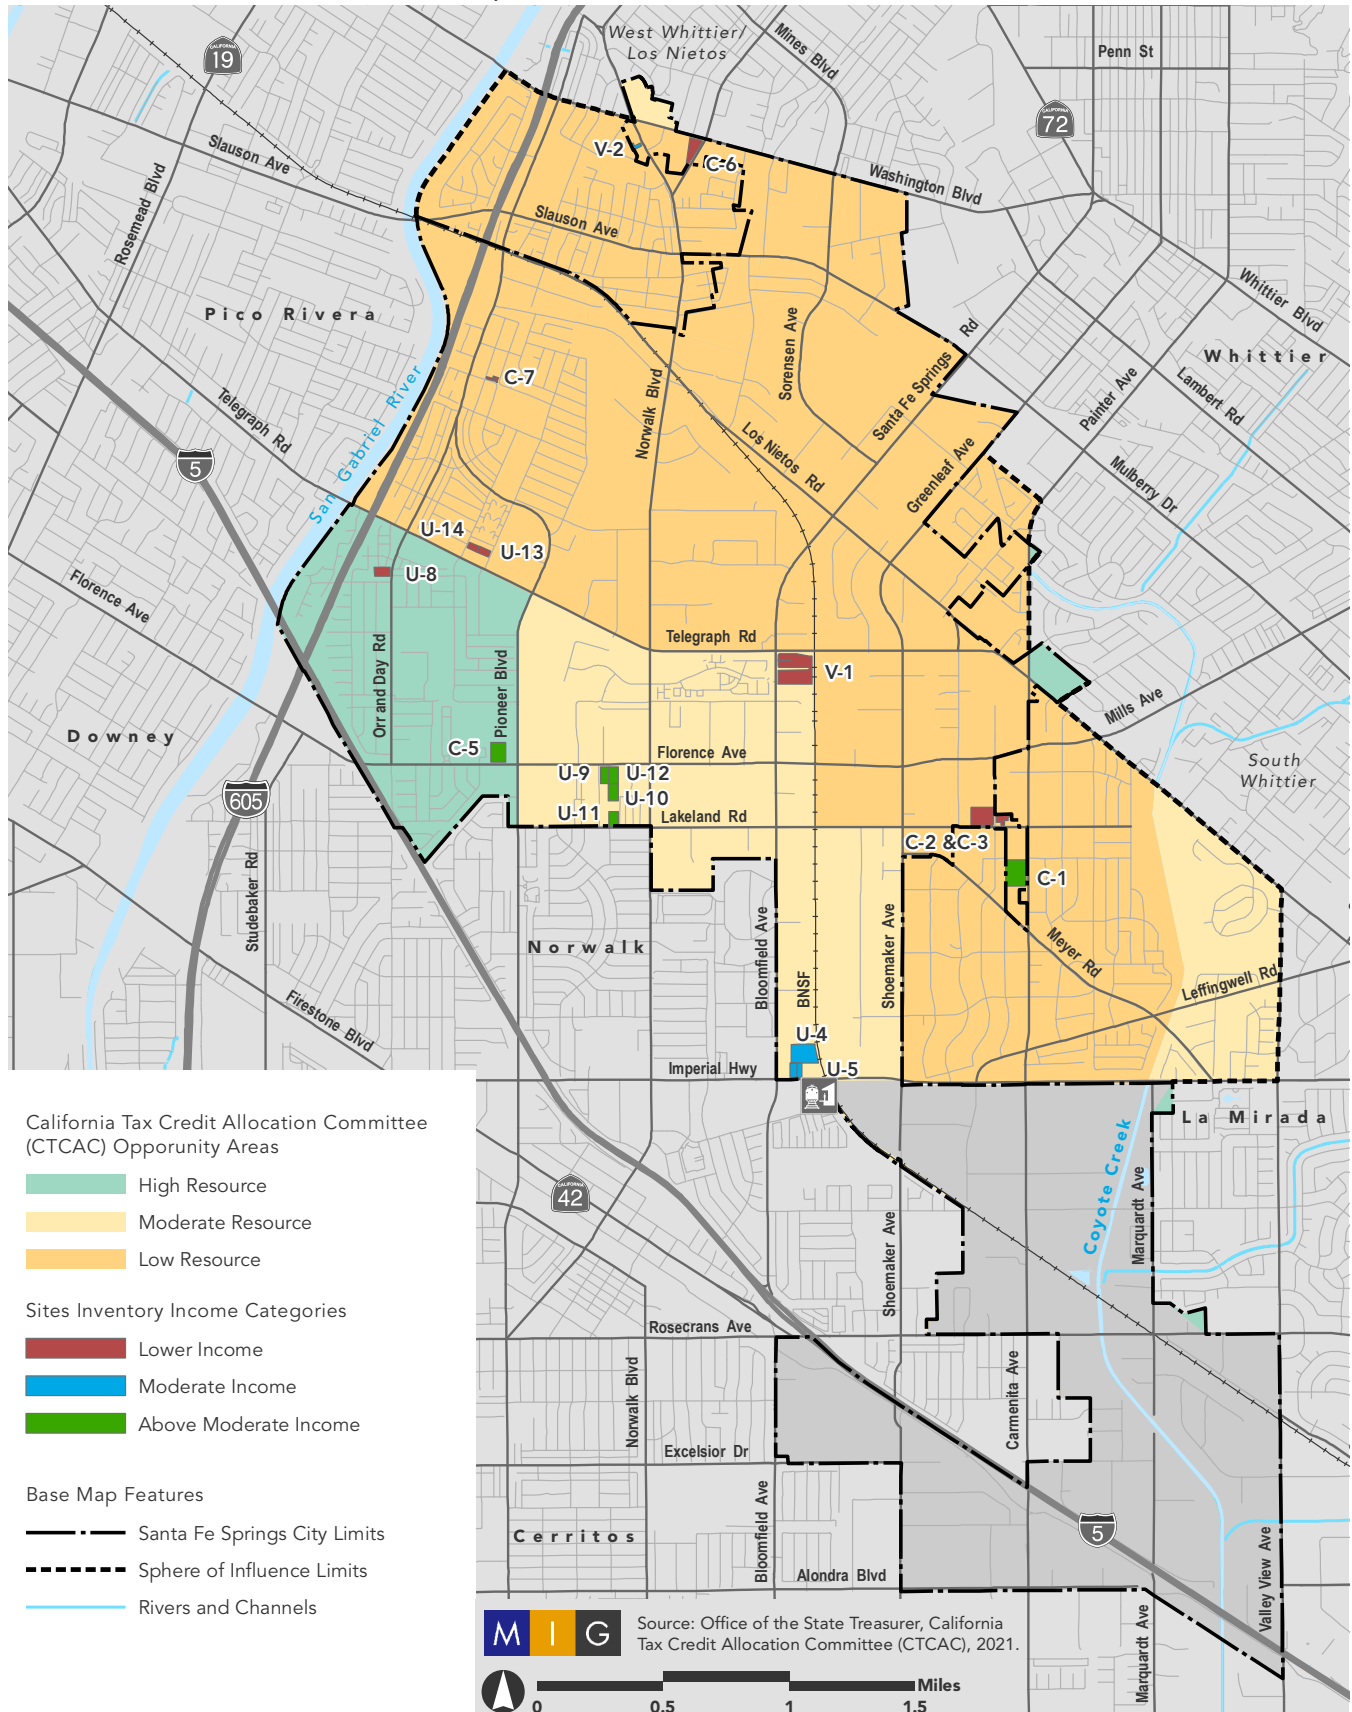 West Whittier/
Los Nietos
Mines Blvd
Penn St
CALIFORNIA
19
CALIFORNIA
72
Slauson Ave
V-2
C-6
Washington Blvd
Rosemead Blvd
Slauson Ave
Whittier Blvd
Pico Rivera
Sorensen Ave
Santa Fe Springs Rd
Whittier
C-7
Painter Ave
Lambert Rd
Norwalk Blvd
Telegraph Rd
San Gabriel River
Los Nietos Rd
Greenleaf Ave
Mulberry Dr
5
U-14
U-13
U-8
Florence Ave
Telegraph Rd
Orr and Day Rd
Pioneer Blvd
V-1
Mills Ave
Downey
C-5
Florence Ave
South
Whittier
U-9
U-12
U-10
605
U-11
Lakeland Rd
C-2 &C-3
C-1
Studebaker Rd
Norwalk
Bloomfield Ave
BNSF
Shoemaker Ave
Meyer Rd
Leffingwell Rd
Firestone Blvd
U-4
Imperial Hwy
U-5
La Mirada
California Tax Credit Allocation Committee
(CTCAC) Opporunity Areas
High Resource
Moderate Resource
Low Resource
Sites Inventory Income Categories
Lower Income
Moderate Income
Above Moderate Income
Base Map Features
Santa Fe Springs City Limits
Sphere of Influence Limits
Rivers and Channels
CALIFORNIA
42
Coyote Creek
Marquardt Ave
Shoemaker Ave
Rosecrans Ave
Norwalk Blvd
Carmenita Ave
Excelsior Dr
Cerritos
Bloomfield Ave
5
Valley View Ave
Alondra Blvd
Marquardt Ave
M I G
Source: Office of the State Treasurer, California
Tax Credit Allocation Committee (CTCAC), 2021.
Miles
0 0.5 1 1.5